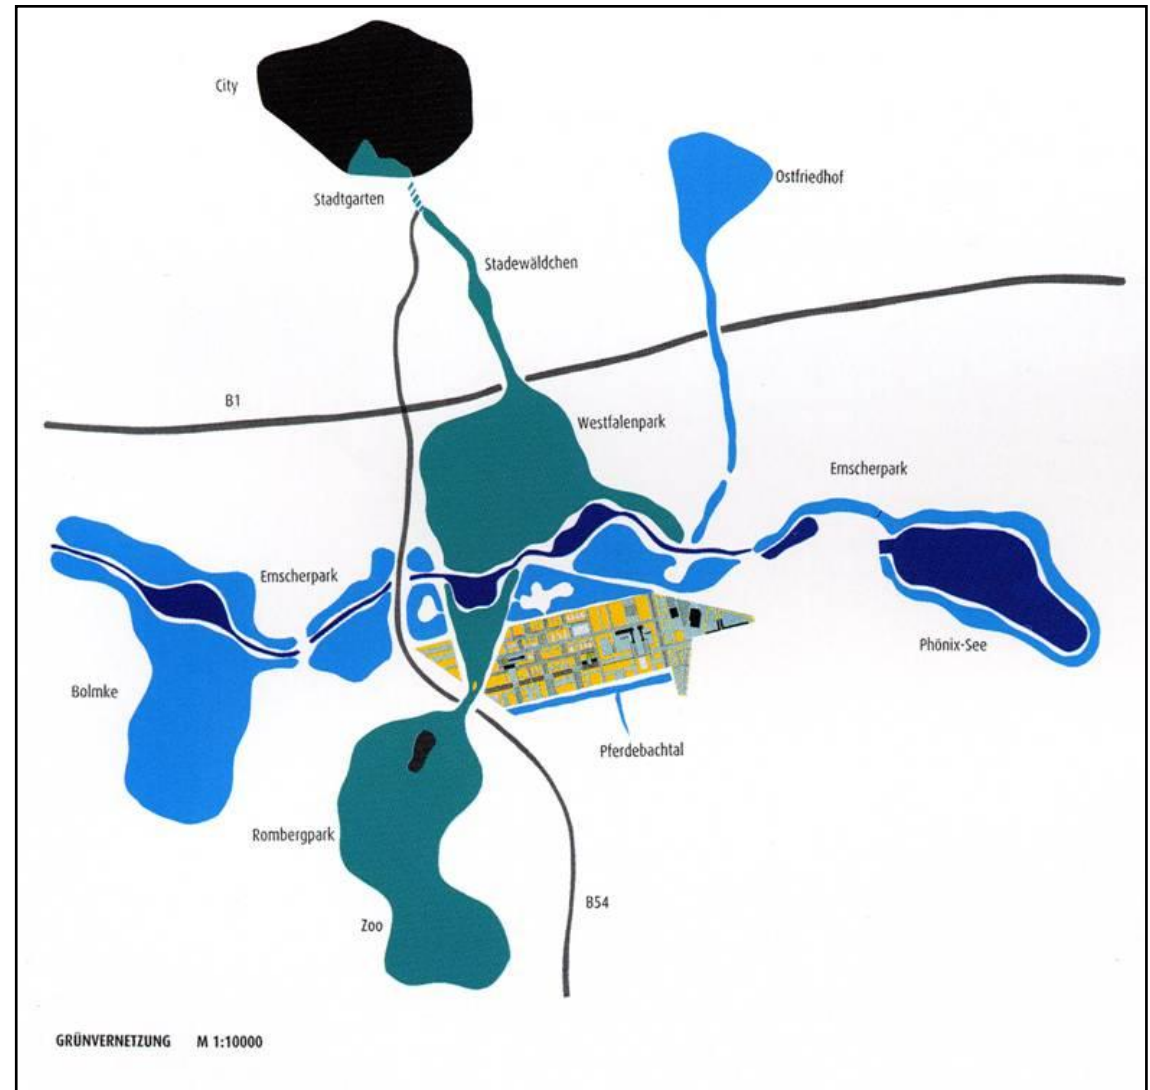 City
Ostfriedhof
Stadtgarten
Stadewäldchen
B1
Westfalenpark
Emscherpark
Emscherpark
Phönix-See
Bolmke
Pferdebachtal
Rombergpark
B54
Zoo
GRÜNVERNETZUNG M 1:10000